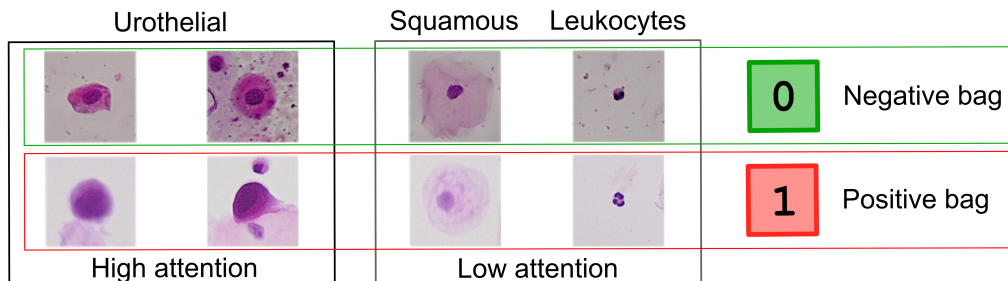 Urothelial
Squamous
Leukocytes
0
Negative bag
1
Positive bag
High attention
Low attention